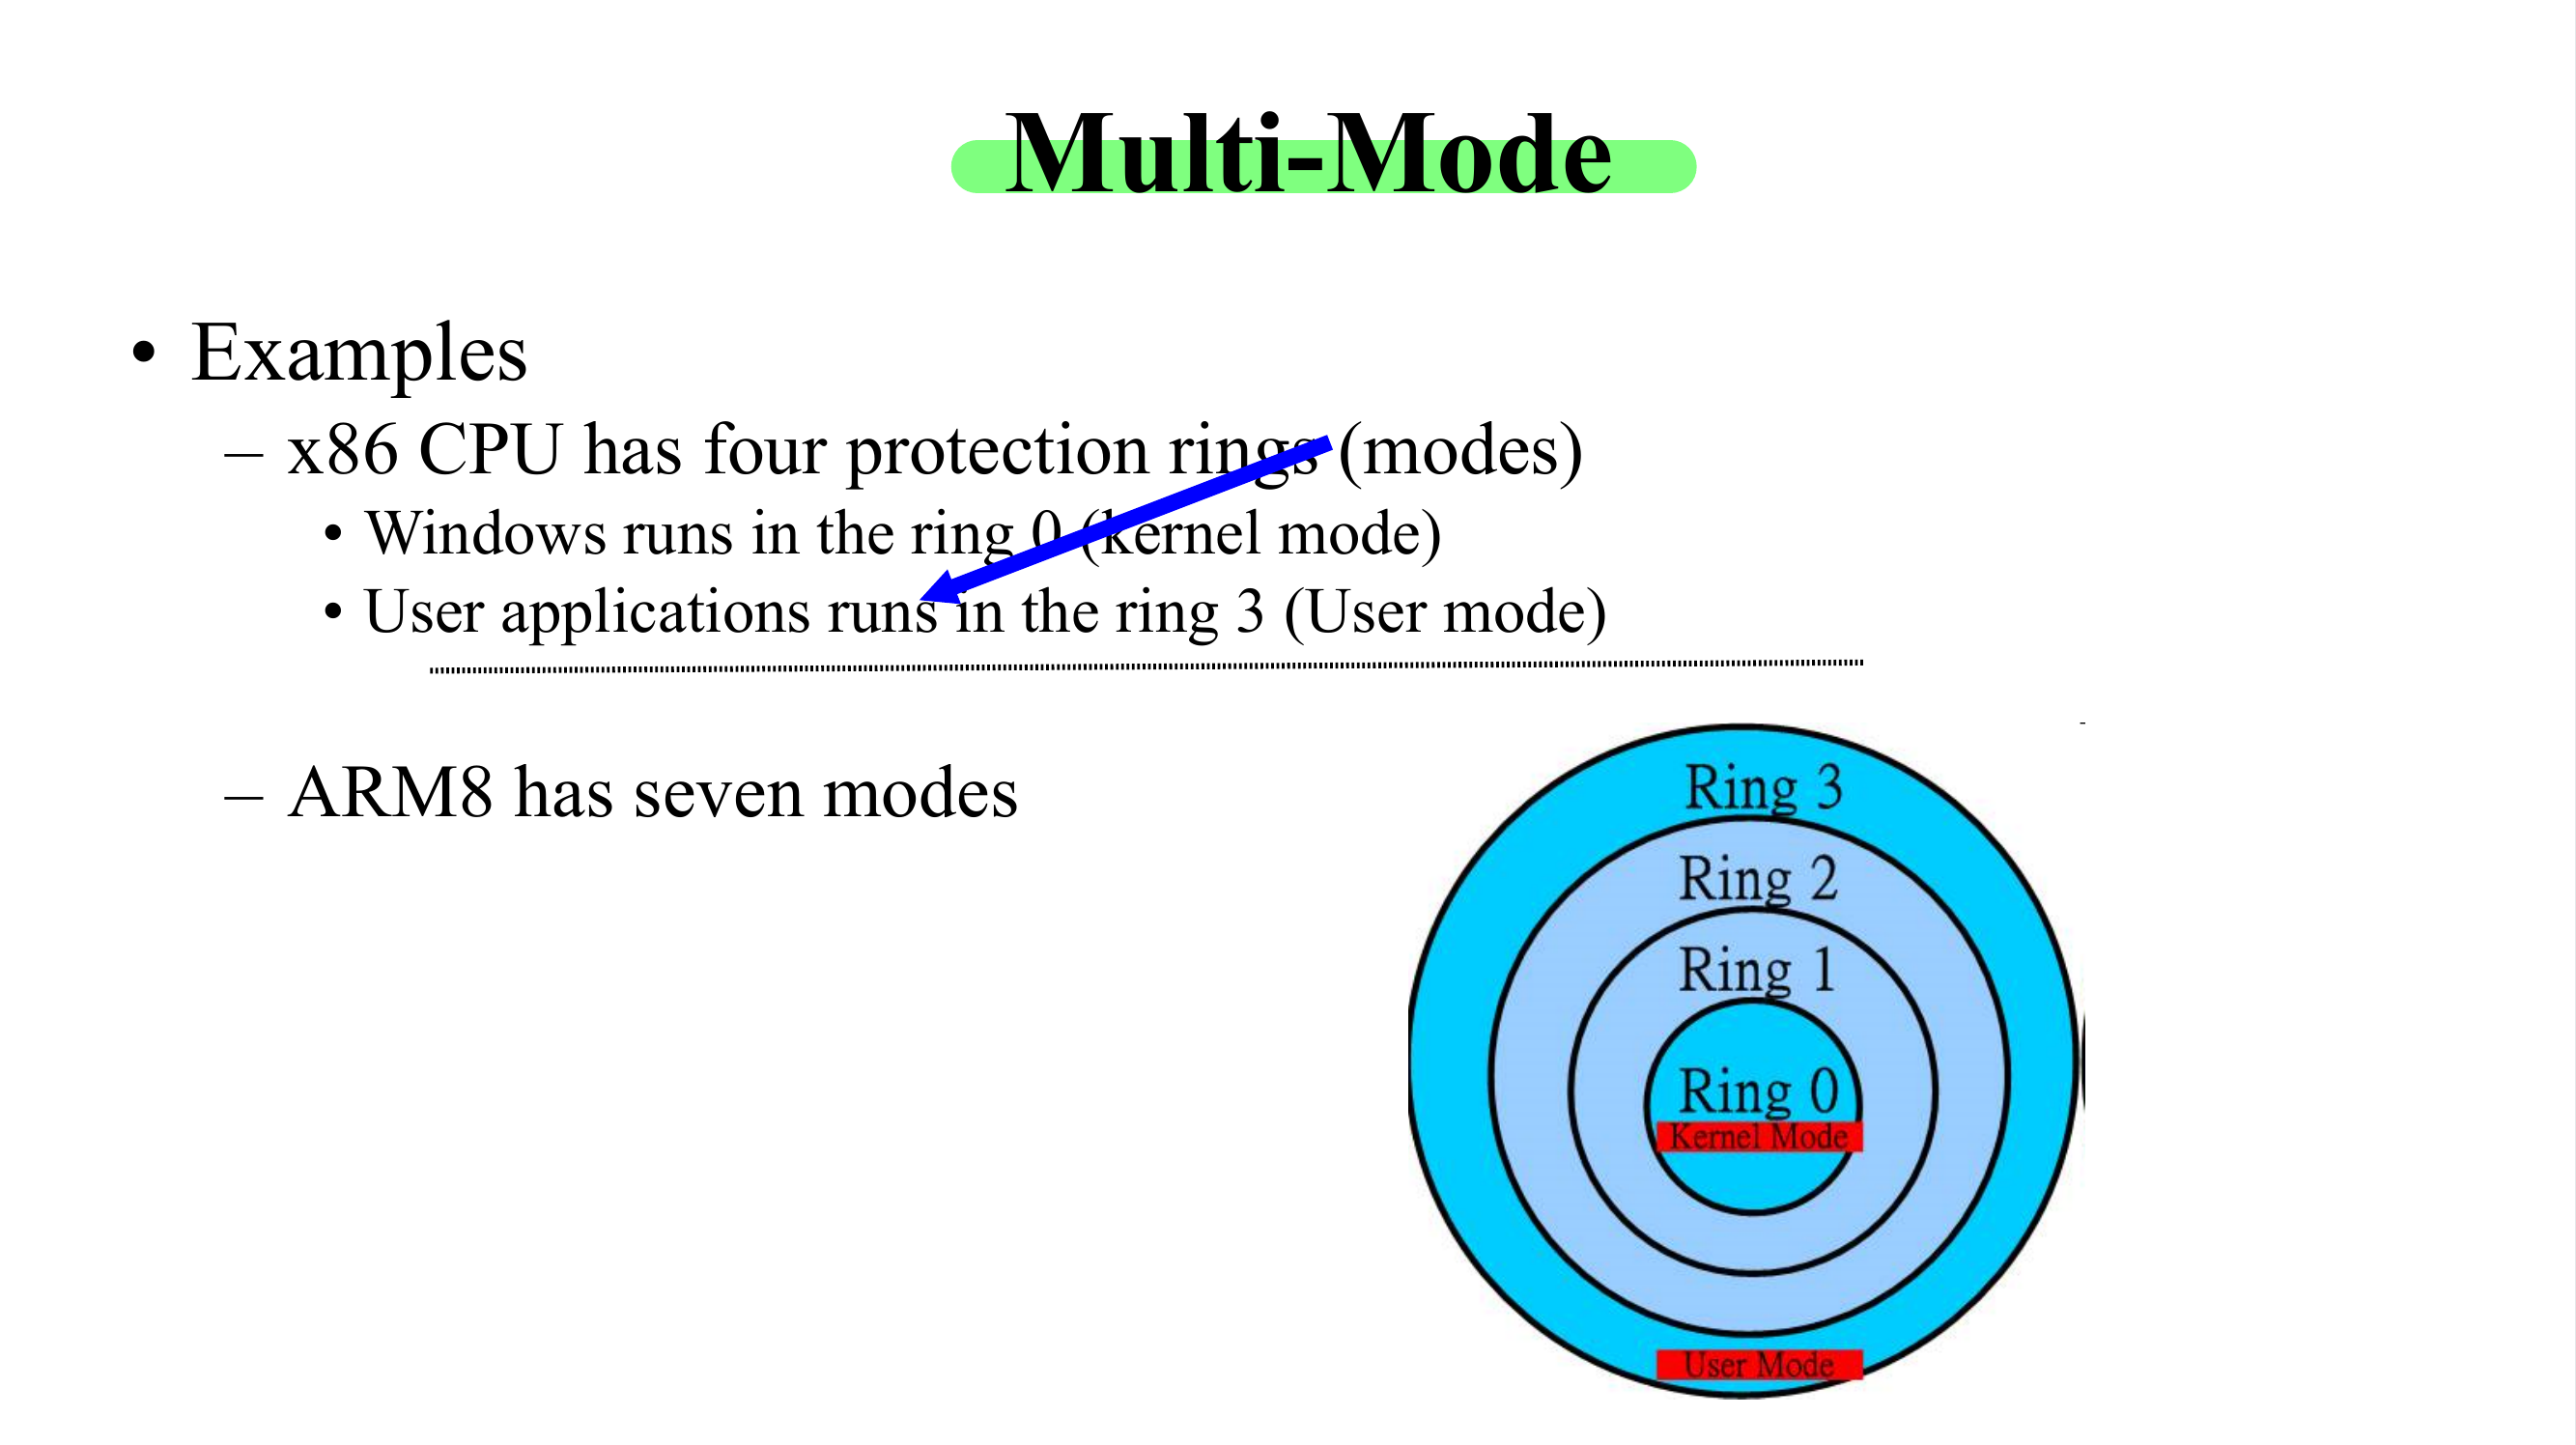 Multi-Mode
• Examples
– x86 CPU has four protection rings (modes)
• Windows runs in the ring 0 (kernel mode)
• User applications runs in the ring 3 (User mode)
– ARM8 has seven modes
Ring 3
Ring 2
Ring 1
Ring 0
Kernel Mode
User Mode